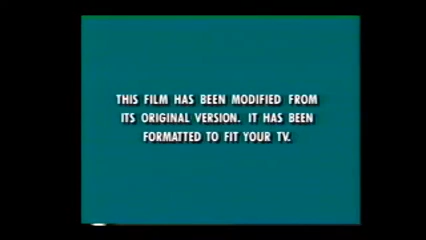 THIS FILM HAS BEEN MODIFIED FROM
ITS ORIGINAL VERSION. IT HAS BEEN
FORMATTED TO FIT YOUR TV.